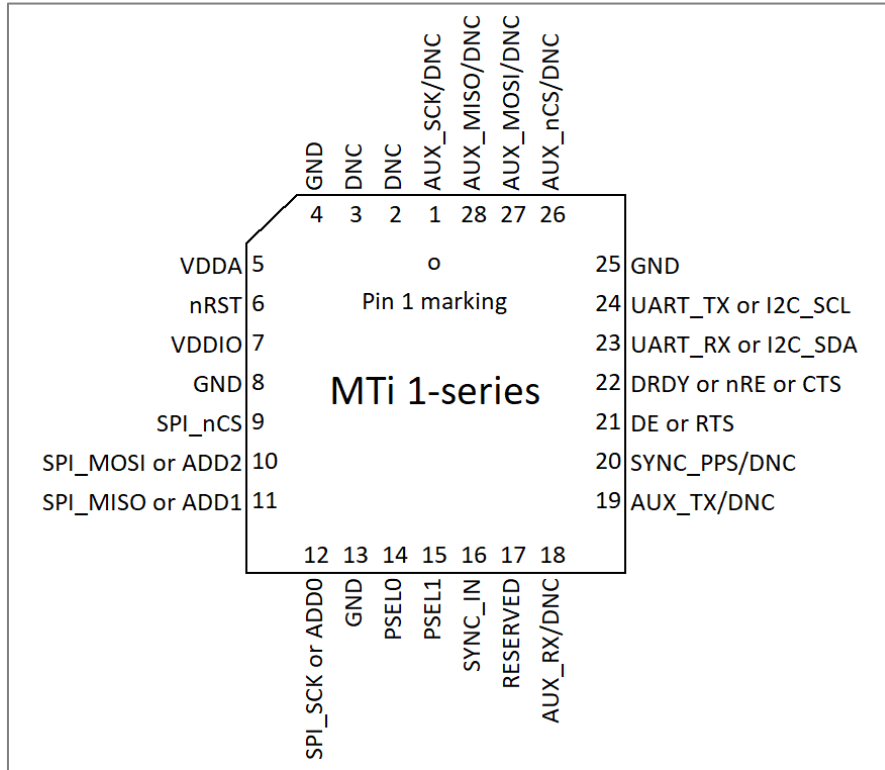 GND
DNC
DNC
AUX_SCK/DNC
AUX_MISO/DNC
AUX_MOSI/DNC
AUX_nCS/DNC
4 3 2 1 28 27 26
VDDA 5 o 25 GND
nRST 6 Pin 1 marking 24 UART_TX or I2C_SCL
VDDIO 7 23 UART_RX or I2C_SDA
GND 8 MTi 1-series 22 DRDY or nRE or CTS
SPI_nCS 9 21 DE or RTS
SPI_MOSI or ADD2 10 20 SYNC_PPS/DNC
SPI_MISO or ADD1 11 19 AUX_TX/DNC
12 13 14 15 16 17 18
SPI_SCK or ADD0
GND
PSEL0
PSEL1
SYNC_IN
RESERVED
AUX_RX/DNC